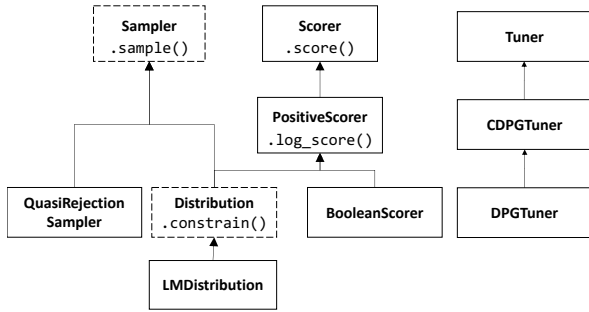 Sampler
.sample()
Scorer
.score()
Tuner
PositiveScorer
.log_score()
CDPGTuner
QuasiRejection
Sampler
Distribution
.constrain()
BooleanScorer
DPGTuner
LMDistribution